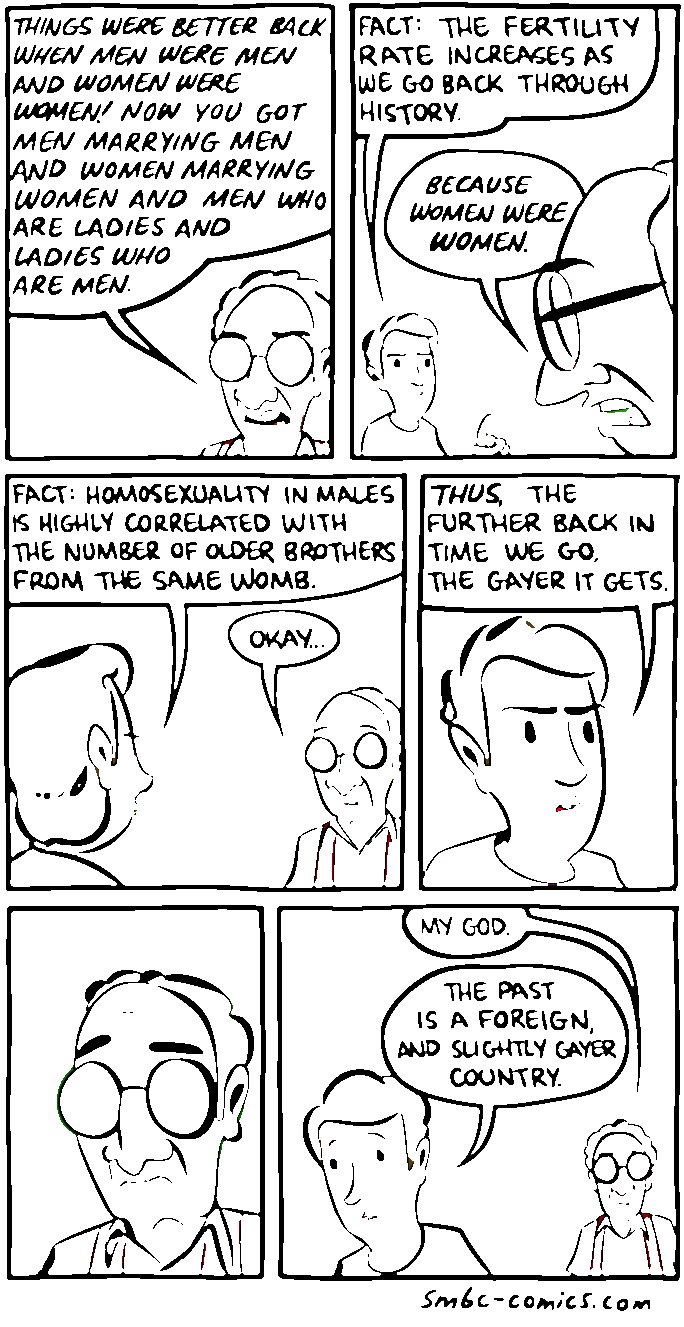 THINGS WERE BETTER BACK
WHEN MEN WERE MEN
AND WOMEN WERE
WOMEN! NOW YOU GOT
MEN MARRYING MEN
AND WOMEN MARRYING
WOMEN AND MEN WHO
ARE LADIES AND
LADIES WHO
ARE MEN.
FACT: THE FERTILITY
RATE INCREASES AS
WE GO BACK THROUGH
HISTORY.
BECAUSE
WOMEN WERE
WOMEN.
FACT: HOMOSEXUALITY IN MALES
IS HIGHLY CORRELATED WITH
THE NUMBER OF OLDER BROTHERS
FROM THE SAME WOMB.
OKAY...
THUS, THE
FURTHER BACK IN
TIME WE GO,
THE GAYER IT GETS.
MY GOD.
THE PAST
IS A FOREIGN,
AND SLIGHTLY GAYER
COUNTRY.
smbc-comics.com